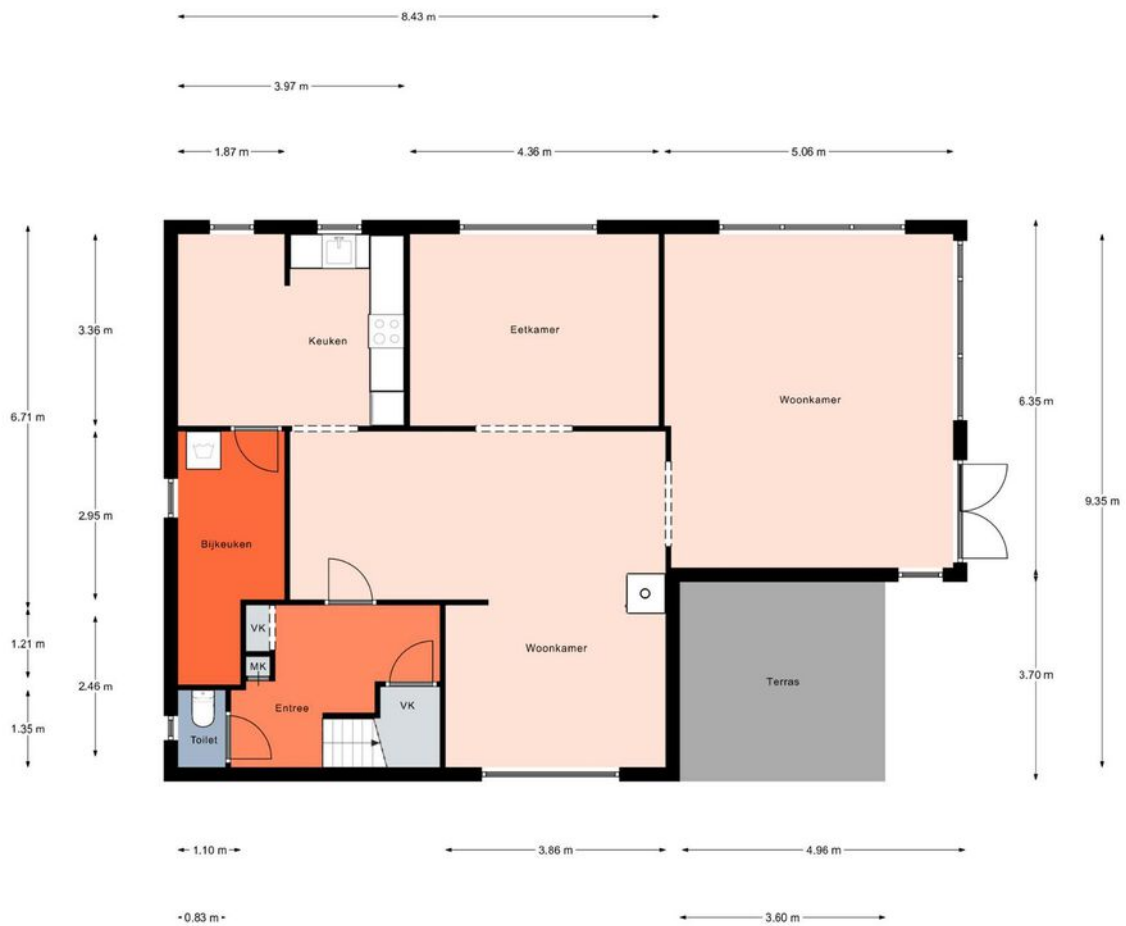 8.43 m
3.97 m
1.87 m
4.36 m
5.06 m
3.36 m
Keuken
Eetkamer
Woonkamer
6.35 m
6.71 m
9.35 m
2.95 m
Bijkeuken
VK
1.21 m
Woonkamer
MK
2.46 m
3.70 m
Terras
Entree
VK
1.35 m
Toilet
1.10 m
3.86 m
4.96 m
0.83 m
3.60 m